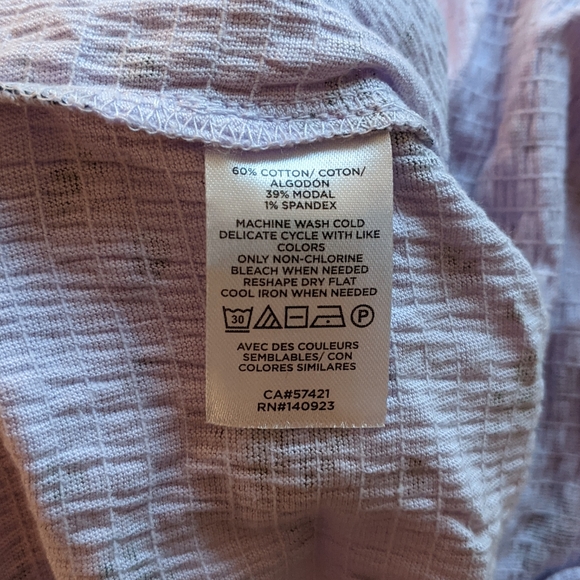 60% COTTON/ COTON/
ALGODÓN
39% MODAL
1% SPANDEX
MACHINE WASH COLD
DELICATE CYCLE WITH LIKE
COLORS
ONLY NON-CHLORINE
BLEACH WHEN NEEDED
RESHAPE DRY FLAT
COOL IRON WHEN NEEDED
30 P
AVEC DES COULEURS
SEMBLABLES/ CON
COLORES SIMILARES
CA#57421
RN#140923